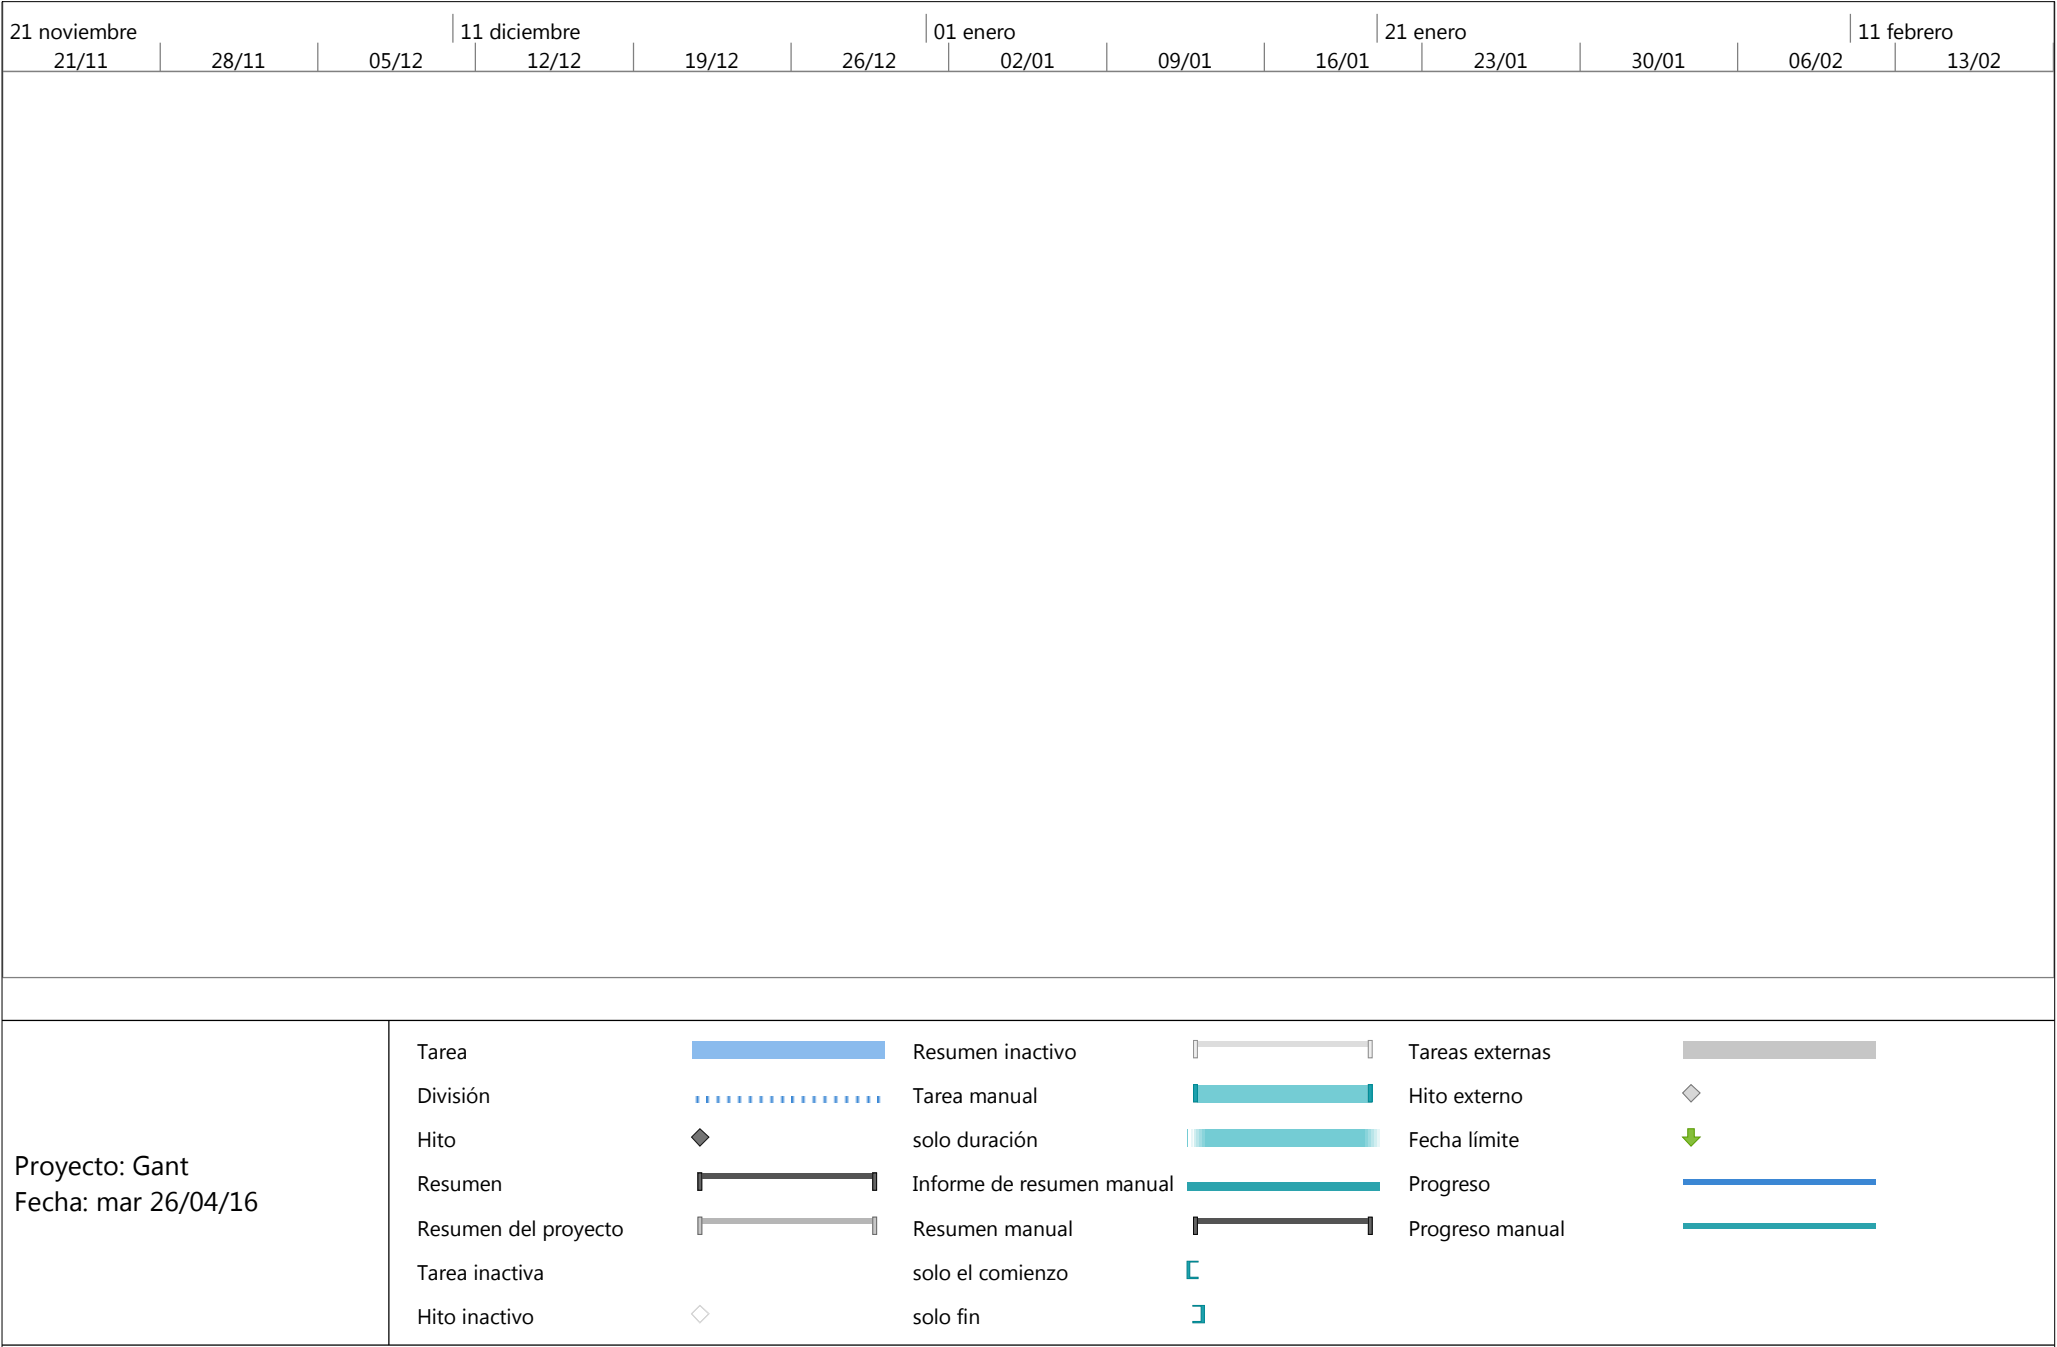 21 noviembre 11 diciembre 01 enero 21 enero 11 febrero
21/11 28/11 05/12 12/12 19/12 26/12 02/01 09/01 16/01 23/01 30/01 06/02 13/02
Proyecto: Gant
Fecha: mar 26/04/16
Tarea
División
Hito
Resumen
Resumen del proyecto
Tarea inactiva
Hito inactivo
Resumen inactivo
Tarea manual
solo duración
Informe de resumen manual
Resumen manual
solo el comienzo
solo fin
Tareas externas
Hito externo
Fecha límite
Progreso
Progreso manual